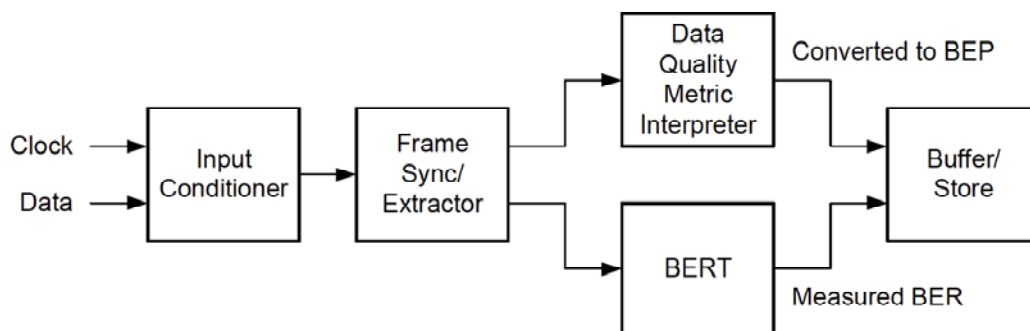 Clock
Data
Input
Conditioner
Frame
Sync/
Extractor
Data
Quality
Metric
Interpreter
Converted to BEP
BERT
Measured BER
Buffer/
Store